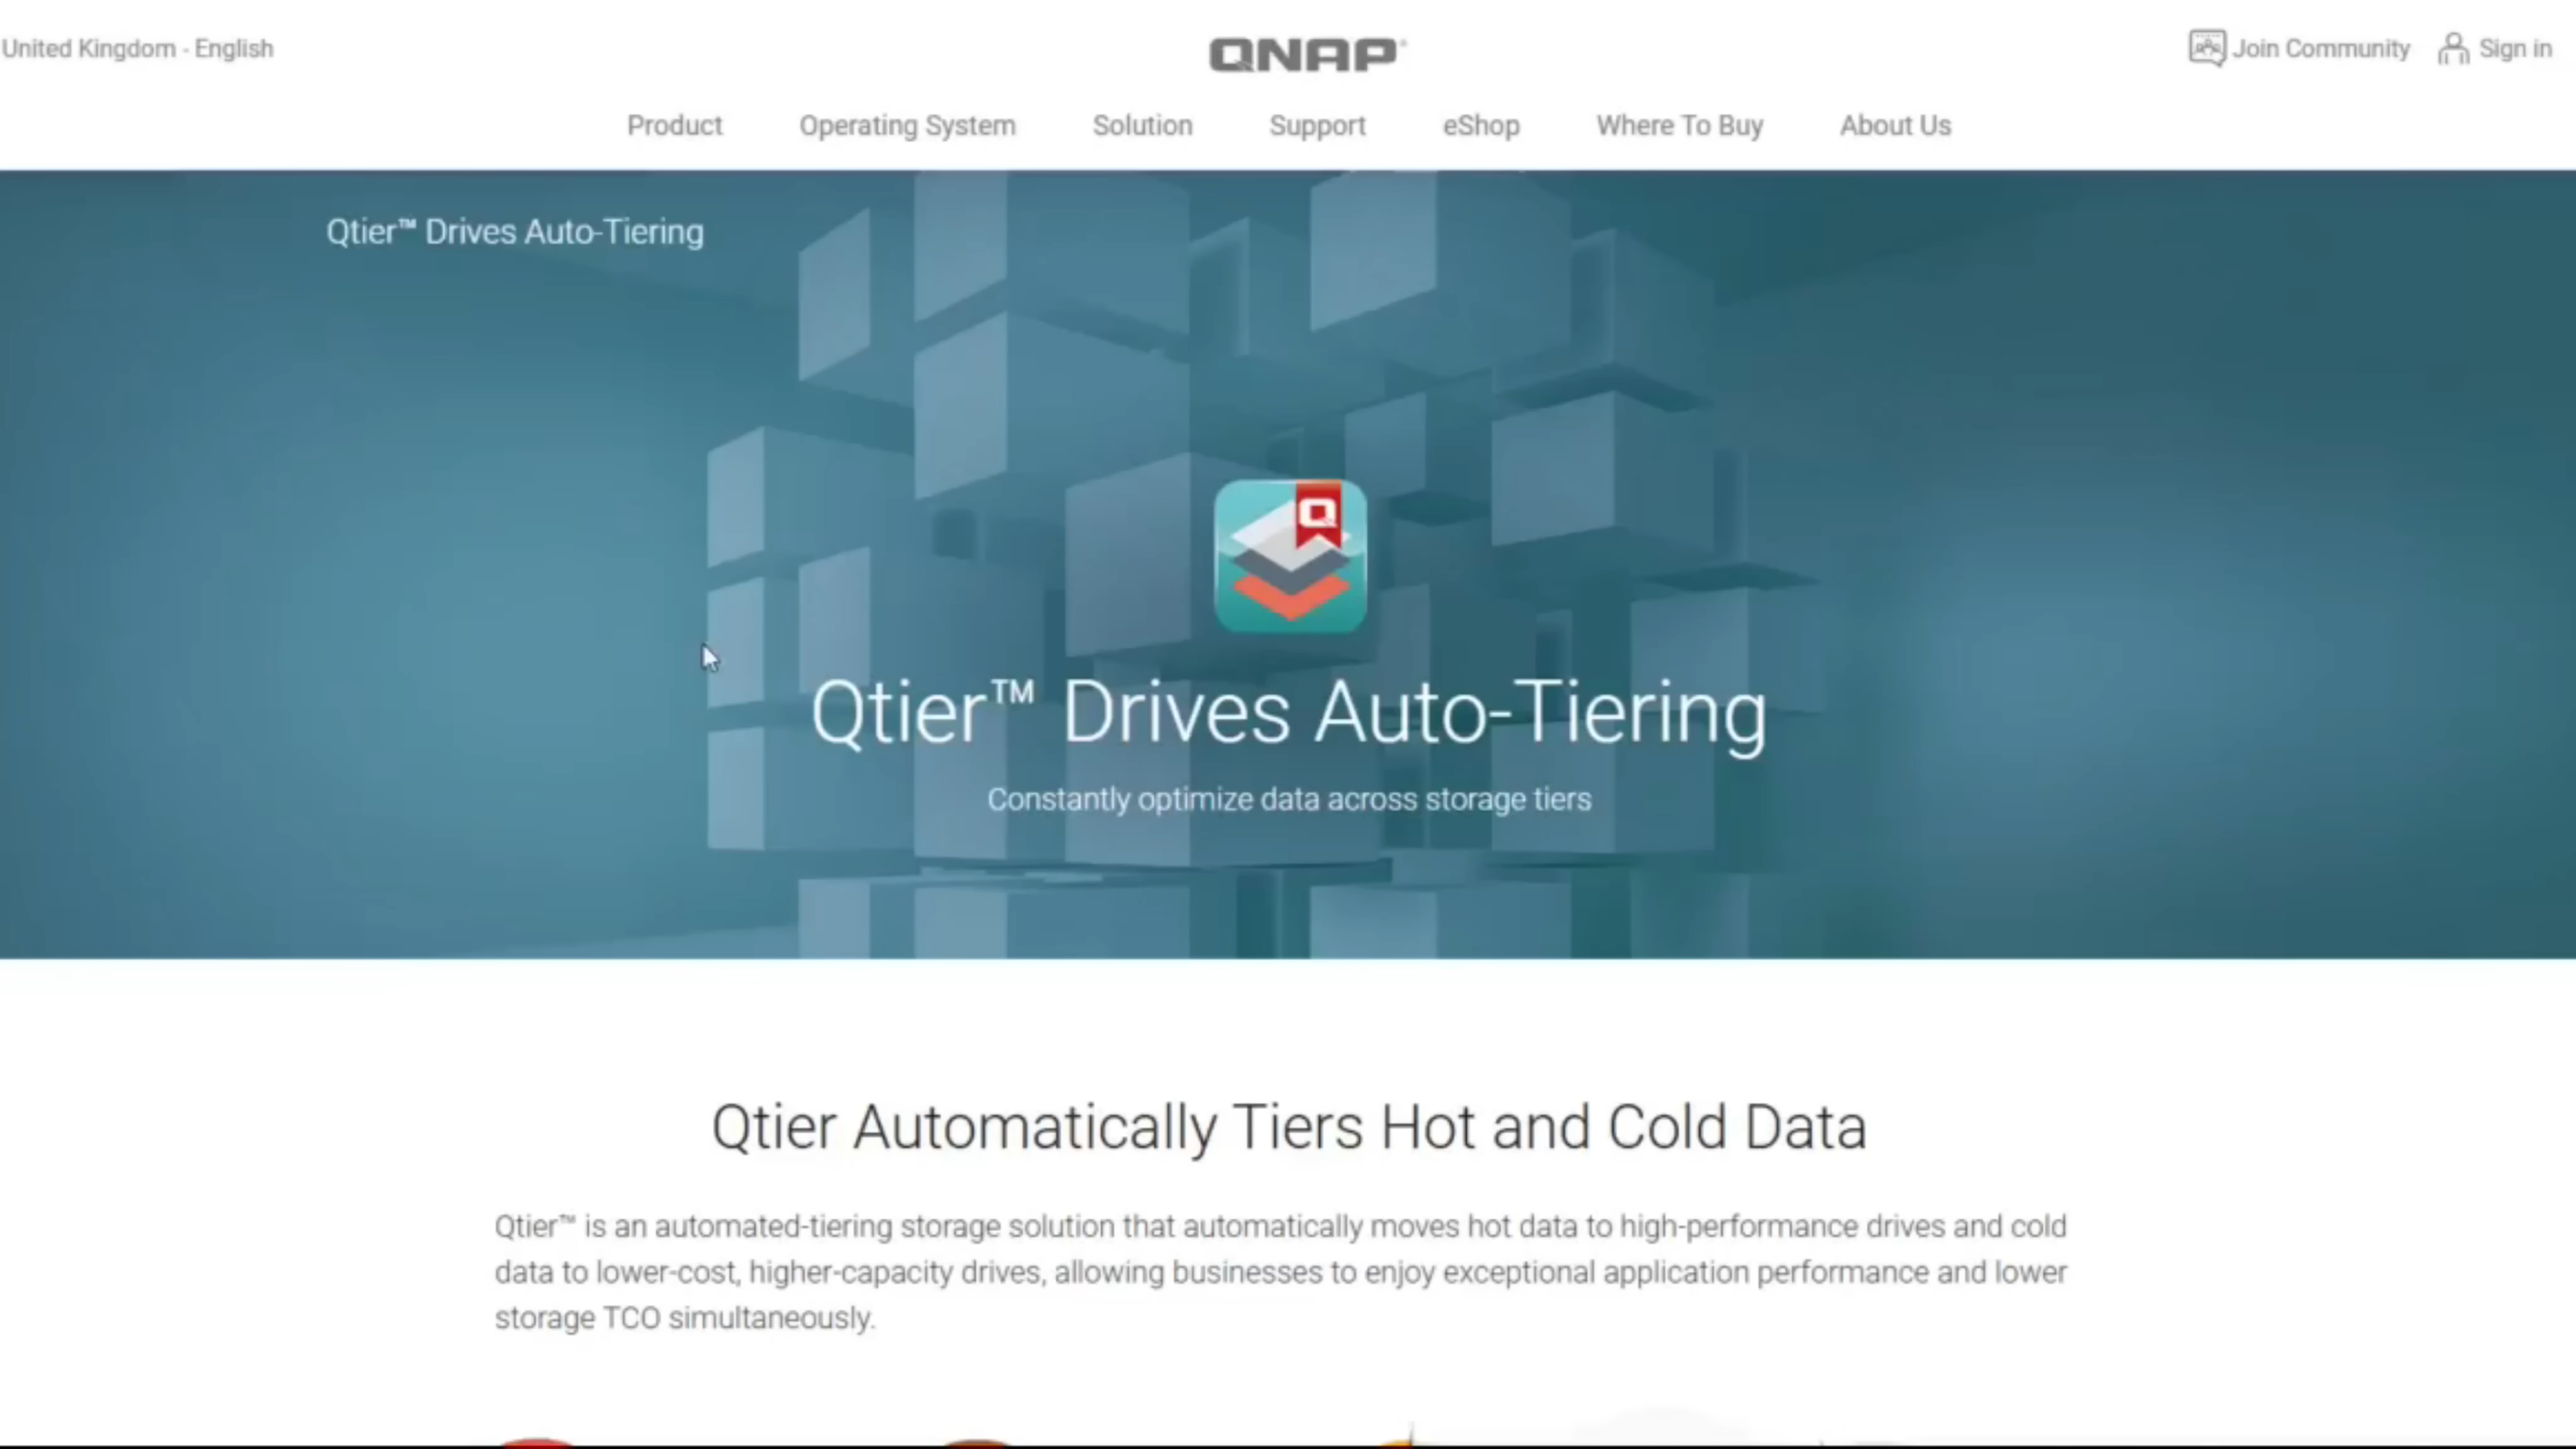 United Kingdom - English
QNAP
Join Community
Sign in
Product
Operating System
Solution
Support
eShop
Where To Buy
About Us
Qtier™ Drives Auto-Tiering
Q
Qtier™ Drives Auto-Tiering
Constantly optimize data across storage tiers
Qtier Automatically Tiers Hot and Cold Data
Qtier™ is an automated-tiering storage solution that automatically moves hot data to high-performance drives and cold
data to lower-cost, higher-capacity drives, allowing businesses to enjoy exceptional application performance and lower
storage TCO simultaneously.